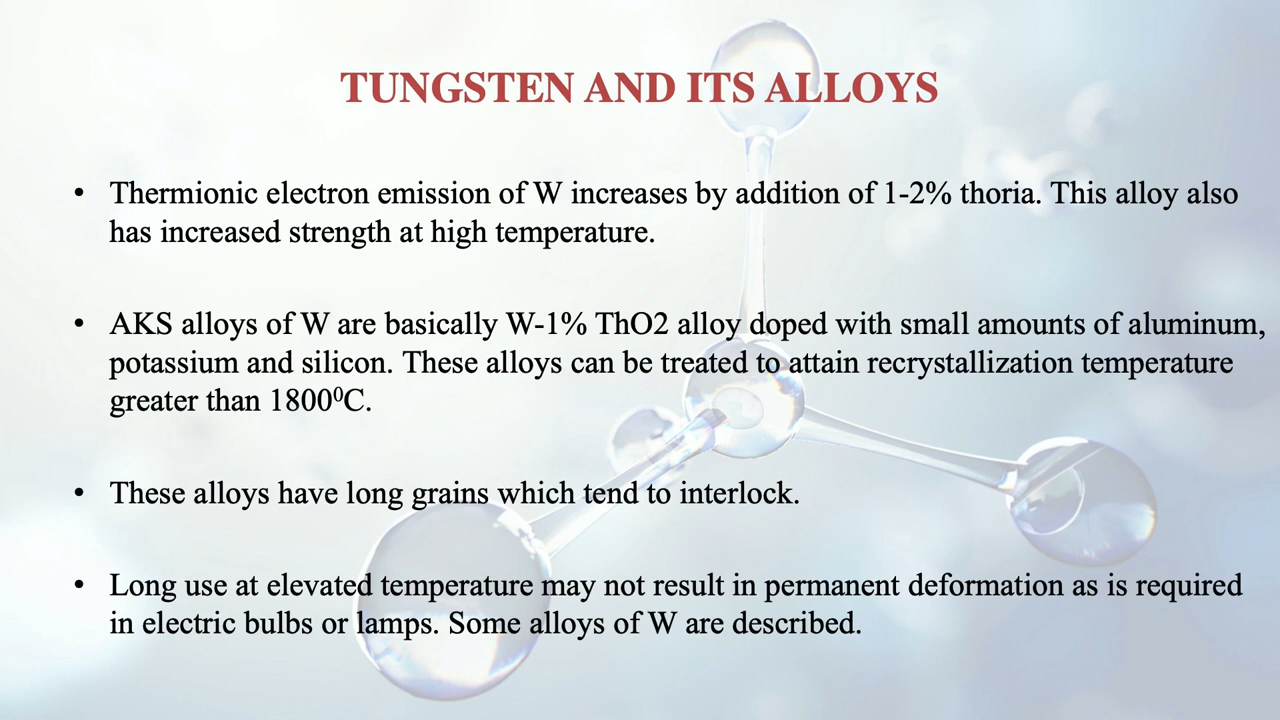 TUNGSTEN AND ITS ALLOYS
• Thermionic electron emission of W increases by addition of 1-2% thoria. This alloy also
has increased strength at high temperature.
• AKS alloys of W are basically W-1% ThO2 alloy doped with small amounts of aluminum,
potassium and silicon. These alloys can be treated to attain recrystallization temperature
greater than 1800⁰C.
• These alloys have long grains which tend to interlock.
• Long use at elevated temperature may not result in permanent deformation as is required
in electric bulbs or lamps. Some alloys of W are described.